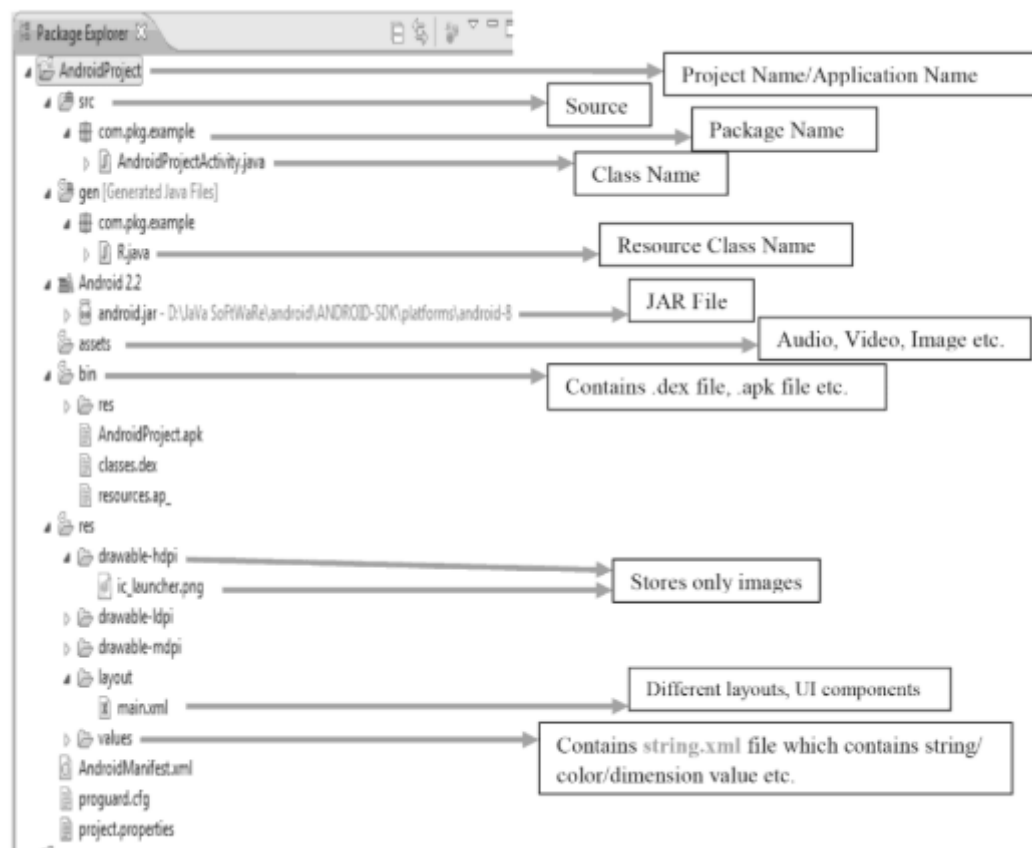 Package Explorer
AndroidProject
Project Name/Application Name
src
Source
com.pkg.example
Package Name
AndroidProjectActivity.java
Class Name
gen [Generated Java Files]
com.pkg.example
R.java
Resource Class Name
Android 2.2
android.jar - D:\JaVa SoFtWaRe\android\ANDROID-SDK\platforms\android-8
JAR File
assets
Audio, Video, Image etc.
bin
Contains .dex file, .apk file etc.
res
AndroidProject.apk
classes.dex
resources.ap_
res
drawable-hdpi
ic_launcher.png
Stores only images
drawable-ldpi
drawable-mdpi
layout
main.xml
Different layouts, UI components
values
Contains string.xml file which contains string/
color/dimension value etc.
AndroidManifest.xml
proguard.cfg
project.properties